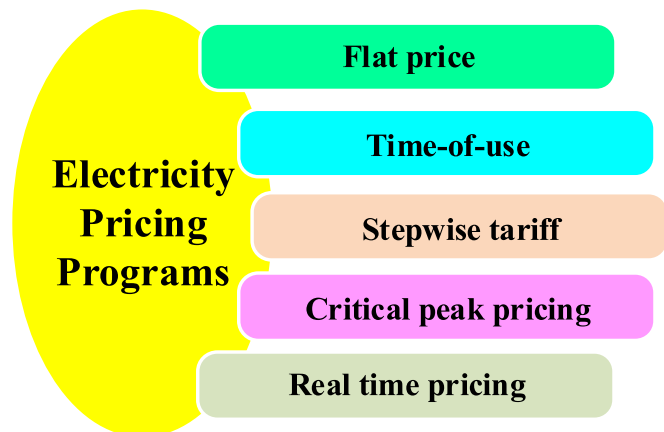 Electricity
Pricing
Programs
Flat price
Time-of-use
Stepwise tariff
Critical peak pricing
Real time pricing